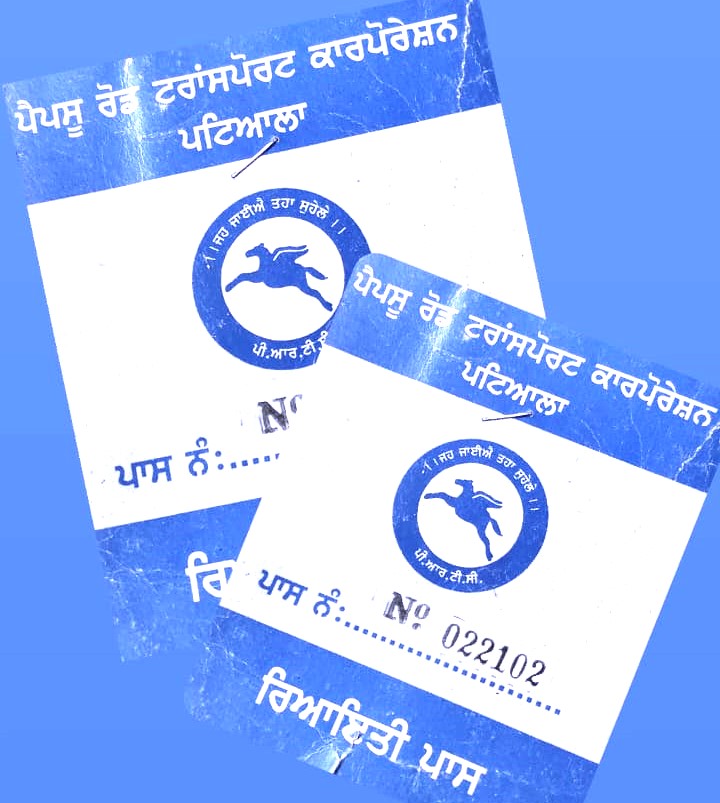 ਪੈਪਸੂ ਰੋਡ ਟਰਾਂਸਪੋਰਟ ਕਾਰਪੋਰੇਸ਼ਨ
ਪਟਿਆਲਾ
।।ਜਹ ਜਾਈਐ ਤਹਾ ਸੁਹੇਲੇ।।
ਪੀ.ਆਰ.ਟੀ.
Nº
ਪਾਸ ਨੰ:.....
ਪੈਪਸੂ ਰੋਡ ਟਰਾਂਸਪੋਰਟ ਕਾਰਪੋਰੇਸ਼ਨ
ਪਟਿਆਲਾ
।।ਜਹ ਜਾਈਐ ਤਹਾ ਸੁਹੇਲੇ।।
ਪੀ.ਆਰ.ਟੀ.ਸੀ.
Nº 022102
ਪਾਸ ਨੰ:..............................
ਰਿਆਇਤੀ ਪਾਸ